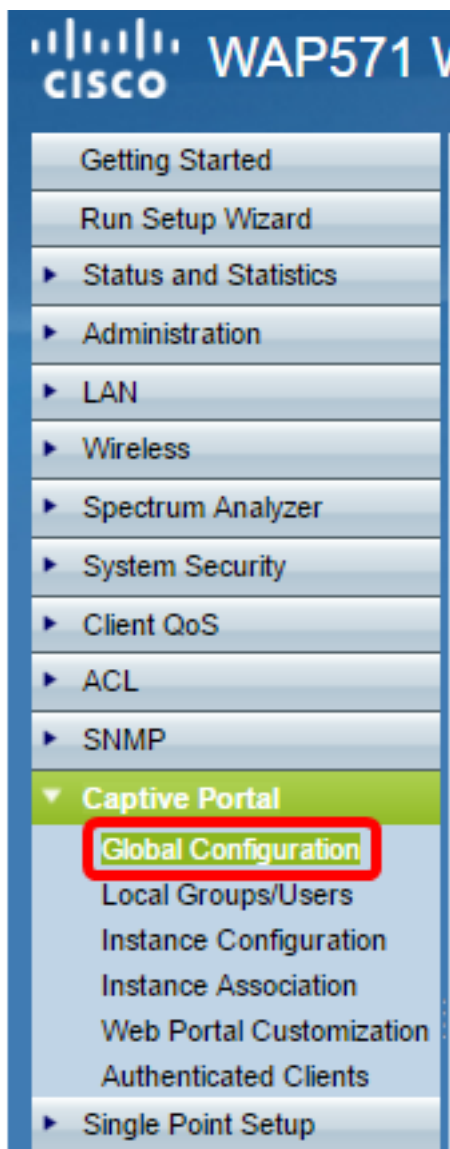 CISCO WAP571 W
Getting Started
Run Setup Wizard
Status and Statistics
Administration
LAN
Wireless
Spectrum Analyzer
System Security
Client QoS
ACL
SNMP
Captive Portal
Global Configuration
Local Groups/Users
Instance Configuration
Instance Association
Web Portal Customization
Authenticated Clients
Single Point Setup